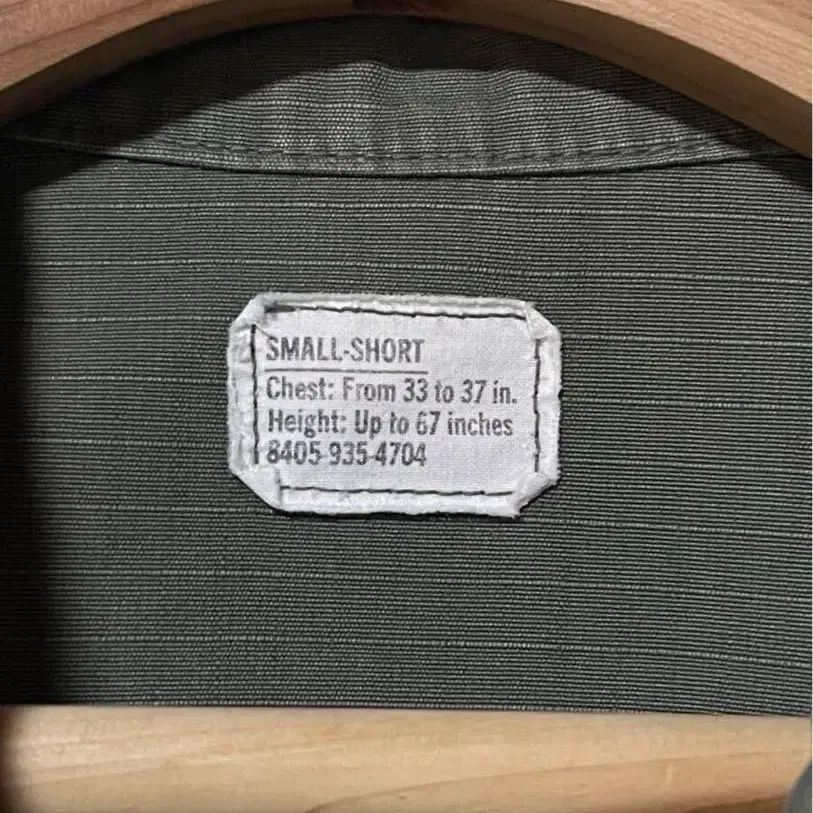 SMALL-SHORT
Chest: From 33 to 37 in.
Height: Up to 67 inches
8405-935-4704